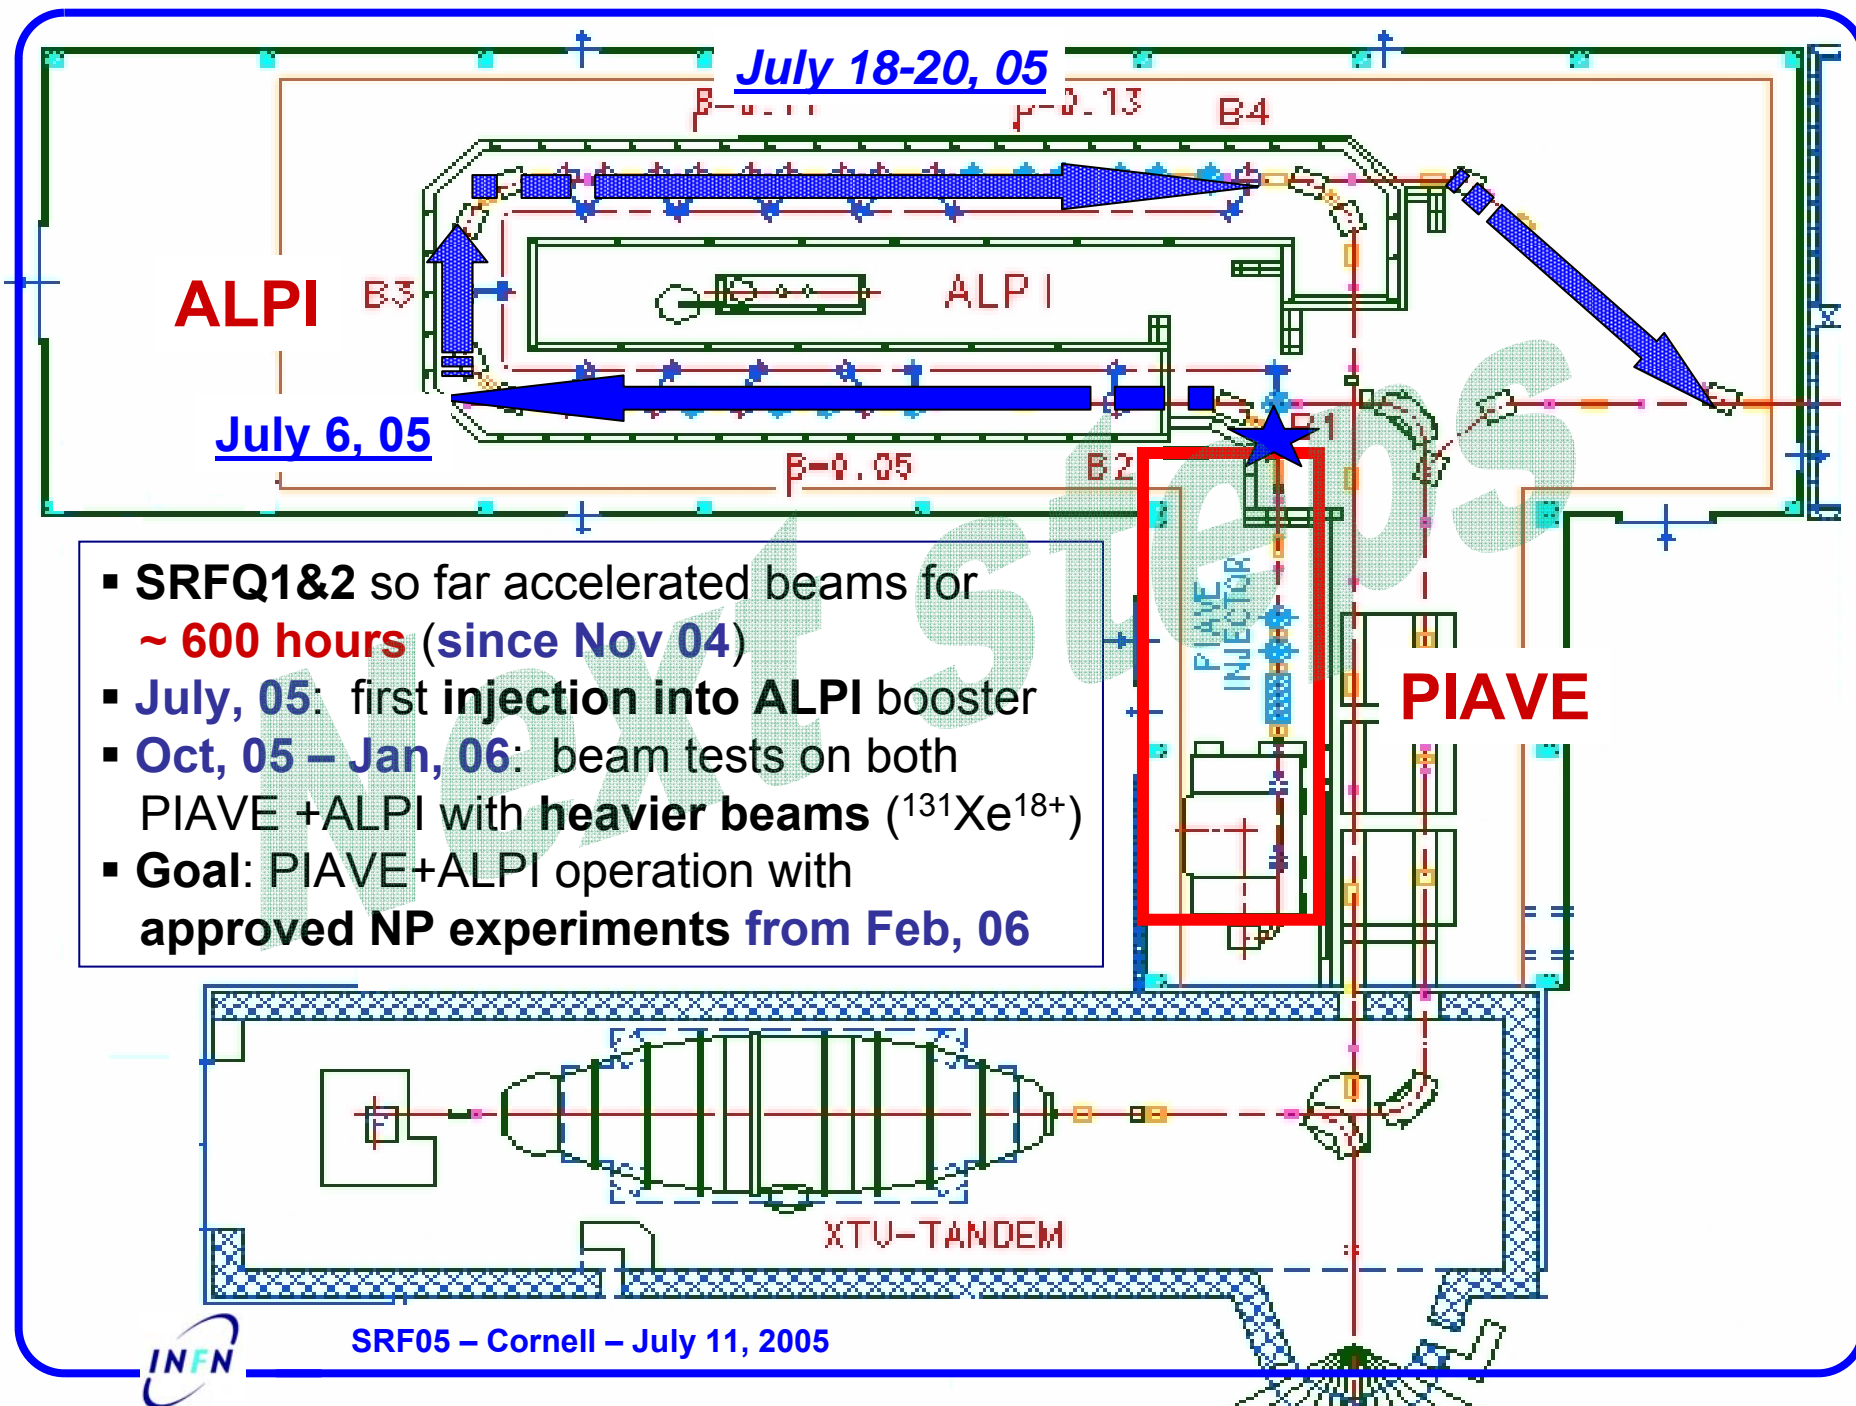 July 18-20, 05
B4
ALPI
B3
ALPI
July 6, 05
B1
β=0.05
B2
Next steps
▪ SRFQ1&2 so far accelerated beams for
~ 600 hours (since Nov 04)
▪ July, 05: first injection into ALPI booster
▪ Oct, 05 – Jan, 06: beam tests on both
PIAVE +ALPI with heavier beams (¹³¹Xe¹⁸⁺)
▪ Goal: PIAVE+ALPI operation with
approved NP experiments from Feb, 06
PIAVE
INJECTOR
PIAVE
XTU-TANDEM
SRF05 – Cornell – July 11, 2005
INFN